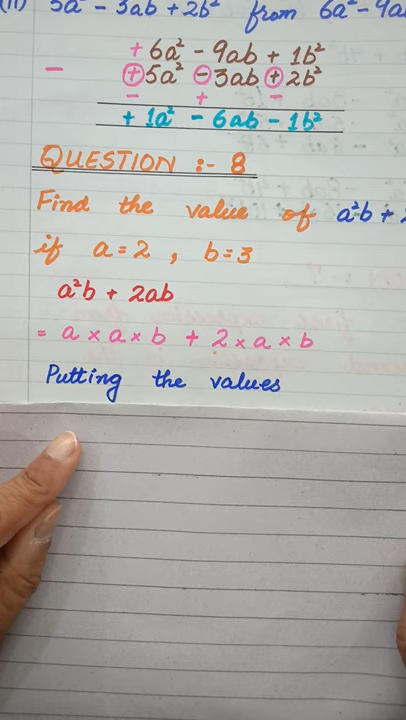 (ii) 5a² - 3ab + 2b² from 6a² - 9a
+ 6a² - 9ab + 1b²
- + 5a² - 3ab + 2b²
- + -
+ 1a² - 6ab - 1b²
QUESTION :- 8
Find the value of a²b +
if a = 2 , b = 3
a²b + 2ab
= a × a × b + 2 × a × b
Putting the values